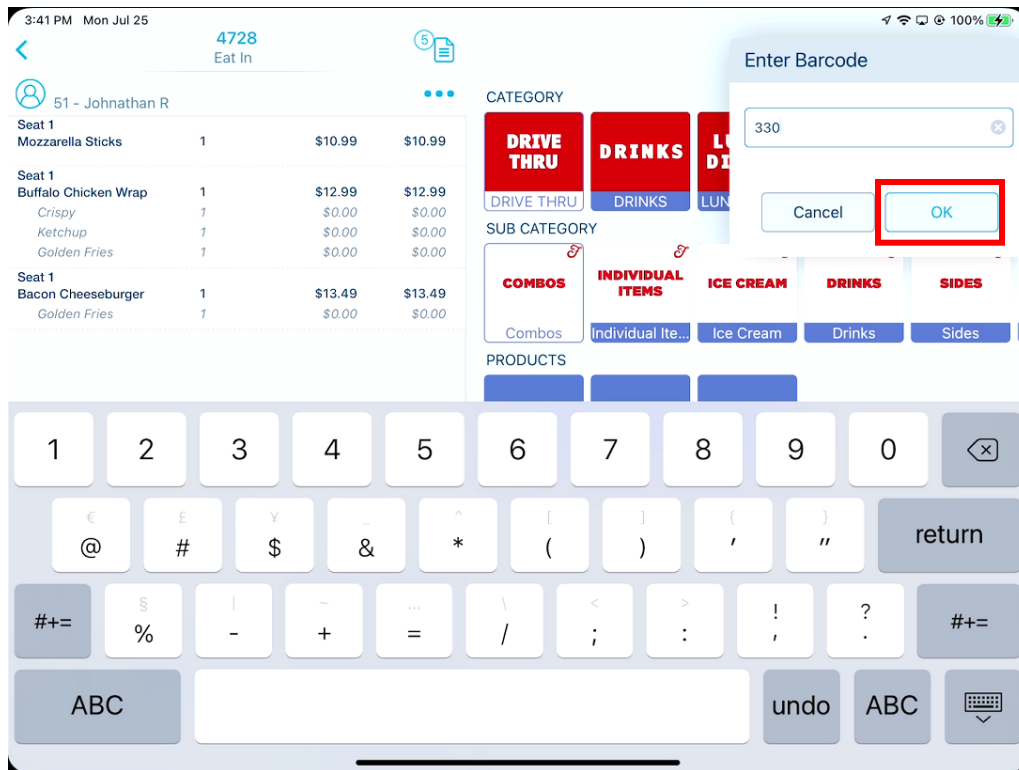 3:41 PM Mon Jul 25
100%
4728
Eat In
5
51 - Johnathan R
Seat 1
Mozzarella Sticks 1 $10.99 $10.99
Seat 1
Buffalo Chicken Wrap 1 $12.99 $12.99
Crispy 1 $0.00 $0.00
Ketchup 1 $0.00 $0.00
Golden Fries 1 $0.00 $0.00
Seat 1
Bacon Cheeseburger 1 $13.49 $13.49
Golden Fries 1 $0.00 $0.00
Enter Barcode
330
Cancel OK
CATEGORY
DRIVE
THRU
DRINKS
DRIVE THRU DRINKS LUN
SUB CATEGORY
COMBOS
INDIVIDUAL
ITEMS
ICE CREAM
DRINKS
SIDES
Combos Individual Ite... Ice Cream Drinks Sides
PRODUCTS
1 2 3 4 5 6 7 8 9 0
€ £ ¥ _ ^ [ ] { }
@ # $ & * ( ) ' " return
§ | ~ … \ < > ! ?
#+= % - + = / ; : , . #+=
ABC undo ABC